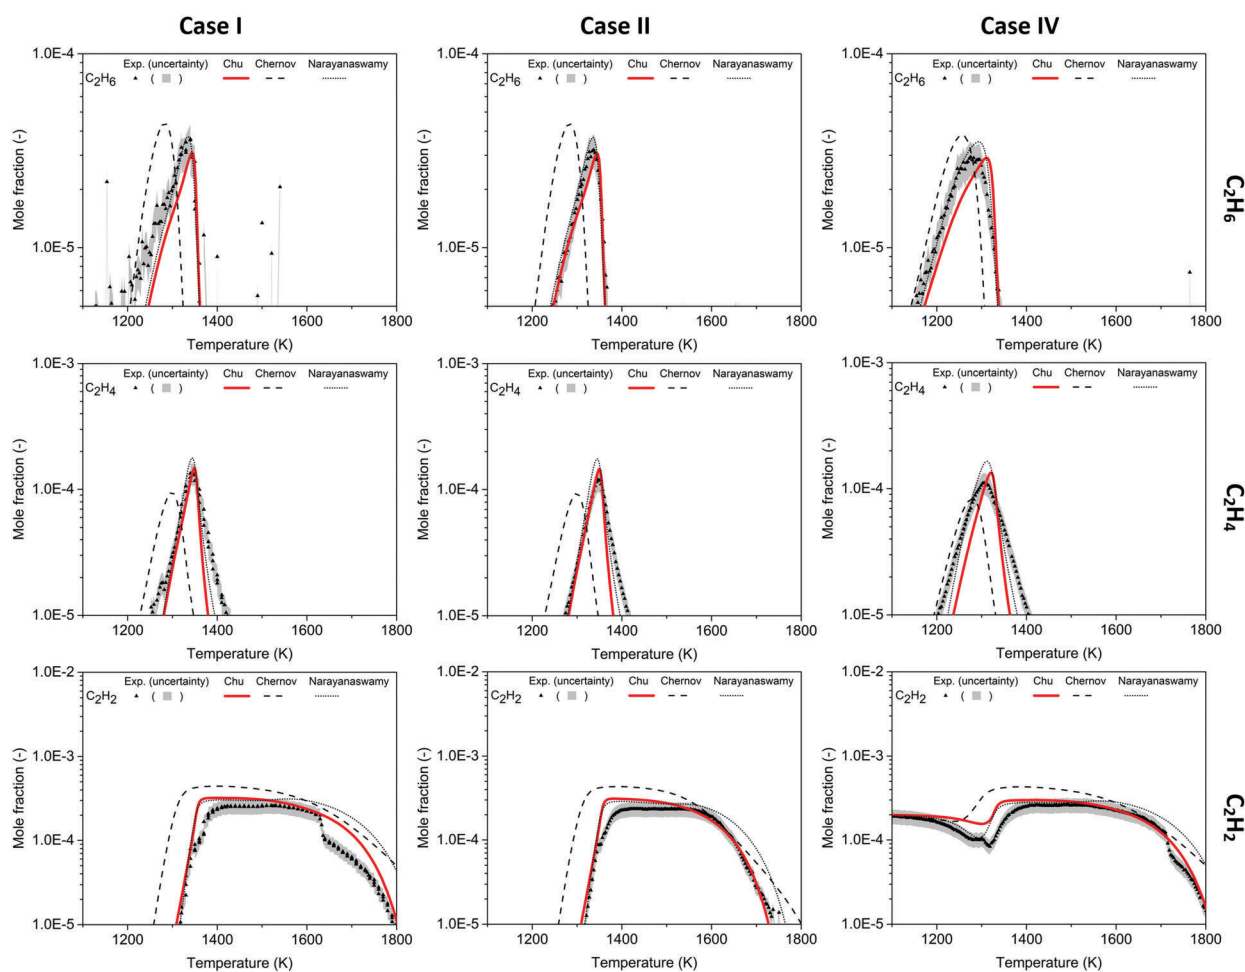 Case I
Case II
Case IV
1.0E-4
Exp. (uncertainty) Chu Chernov Narayanaswamy
C₂H₆ ( )
1.0E-5
Mole fraction (-)
1200 1400 1600 1800
Temperature (K)
1.0E-4
Exp. (uncertainty) Chu Chernov Narayanaswamy
C₂H₆ ( )
1.0E-5
Mole fraction (-)
1200 1400 1600 1800
Temperature (K)
1.0E-4
Exp. (uncertainty) Chu Chernov Narayanaswamy
C₂H₆ ( )
1.0E-5
Mole fraction (-)
1200 1400 1600 1800
Temperature (K)
C₂H₆
1.0E-3
Exp. (uncertainty) Chu Chernov Narayanaswamy
C₂H₄ ( )
1.0E-4
1.0E-5
Mole fraction (-)
1200 1400 1600 1800
Temperature (K)
1.0E-3
Exp. (uncertainty) Chu Chernov Narayanaswamy
C₂H₄ ( )
1.0E-4
1.0E-5
Mole fraction (-)
1200 1400 1600 1800
Temperature (K)
1.0E-3
Exp. (uncertainty) Chu Chernov Narayanaswamy
C₂H₄ ( )
1.0E-4
1.0E-5
Mole fraction (-)
1200 1400 1600 1800
Temperature (K)
C₂H₄
1.0E-2
Exp. (uncertainty) Chu Chernov Narayanaswamy
C₂H₂ ( )
1.0E-3
1.0E-4
1.0E-5
Mole fraction (-)
1200 1400 1600 1800
Temperature (K)
1.0E-2
Exp. (uncertainty) Chu Chernov Narayanaswamy
C₂H₂ ( )
1.0E-3
1.0E-4
1.0E-5
Mole fraction (-)
1200 1400 1600 1800
Temperature (K)
1.0E-2
Exp. (uncertainty) Chu Chernov Narayanaswamy
C₂H₂ ( )
1.0E-3
1.0E-4
1.0E-5
Mole fraction (-)
1200 1400 1600 1800
Temperature (K)
C₂H₂